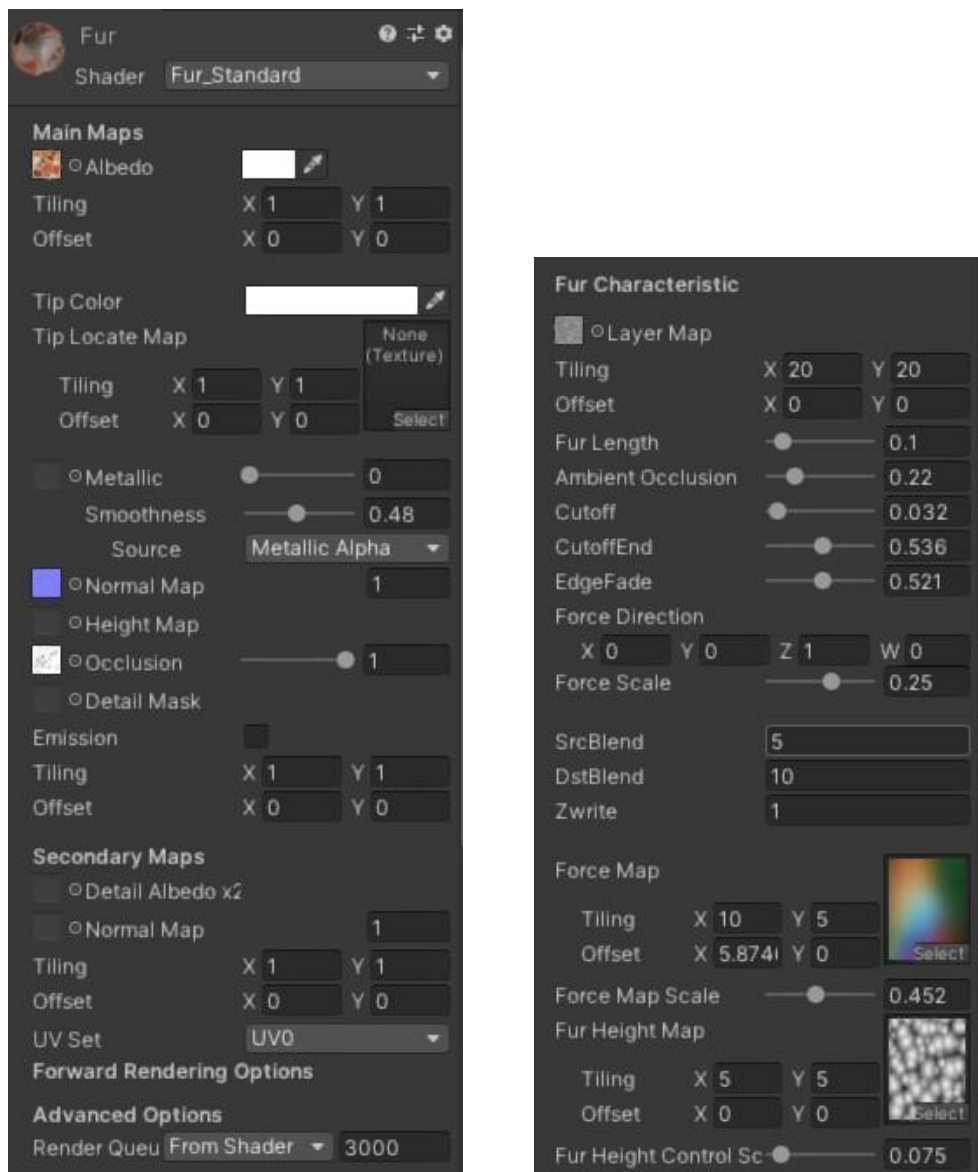 Fur
Shader Fur_Standard
Main Maps
Albedo
Tiling X 1 Y 1
Offset X 0 Y 0
Tip Color
Tip Locate Map None (Texture)
Tiling X 1 Y 1
Offset X 0 Y 0 Select
Metallic 0
Smoothness 0.48
Source Metallic Alpha
Normal Map 1
Height Map
Occlusion 1
Detail Mask
Emission
Tiling X 1 Y 1
Offset X 0 Y 0
Secondary Maps
Detail Albedo x2
Normal Map 1
Tiling X 1 Y 1
Offset X 0 Y 0
UV Set UV0
Forward Rendering Options
Advanced Options
Render Queu From Shader 3000
Fur Characteristic
Layer Map
Tiling X 20 Y 20
Offset X 0 Y 0
Fur Length 0.1
Ambient Occlusion 0.22
Cutoff 0.032
CutoffEnd 0.536
EdgeFade 0.521
Force Direction
X 0 Y 0 Z 1 W 0
Force Scale 0.25
SrcBlend 5
DstBlend 10
Zwrite 1
Force Map
Tiling X 10 Y 5
Offset X 5.874 Y 0 Select
Force Map Scale 0.452
Fur Height Map
Tiling X 5 Y 5
Offset X 0 Y 0 Select
Fur Height Control Sc 0.075